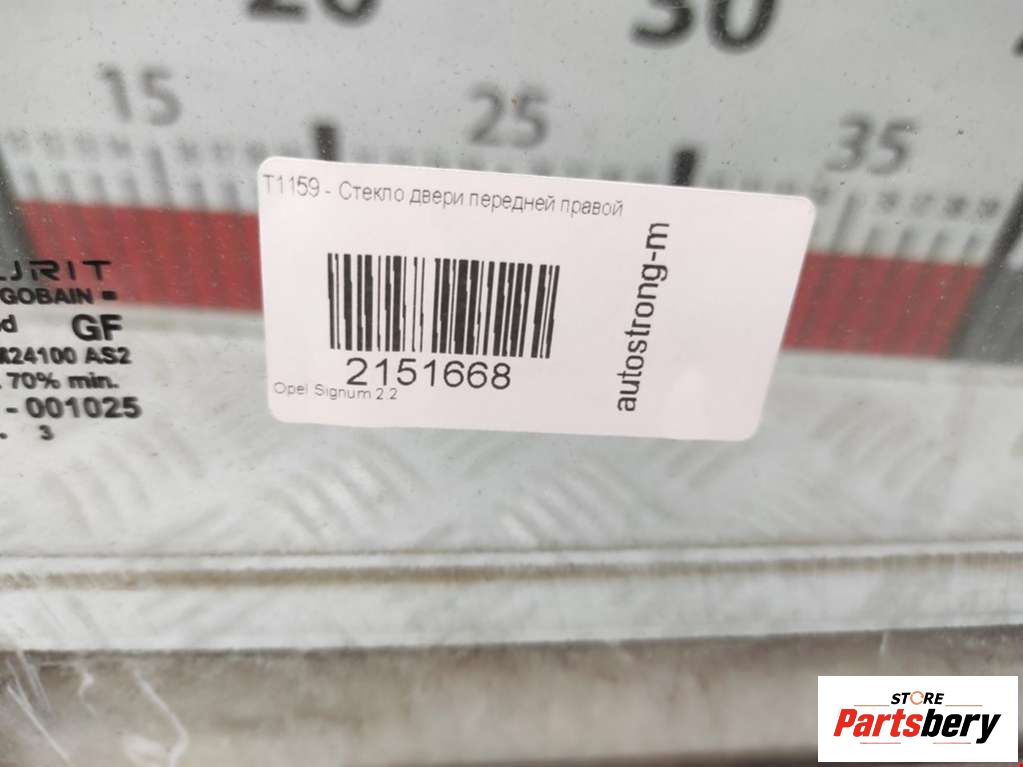 20
30
15
25
35
T1159 - Стекло двери передней правой
2151668
Opel Signum 2.2
autostrong-m
GOBAIN
GF
M24100 AS2
70% min.
- 001025
3
STORE
Partsbery